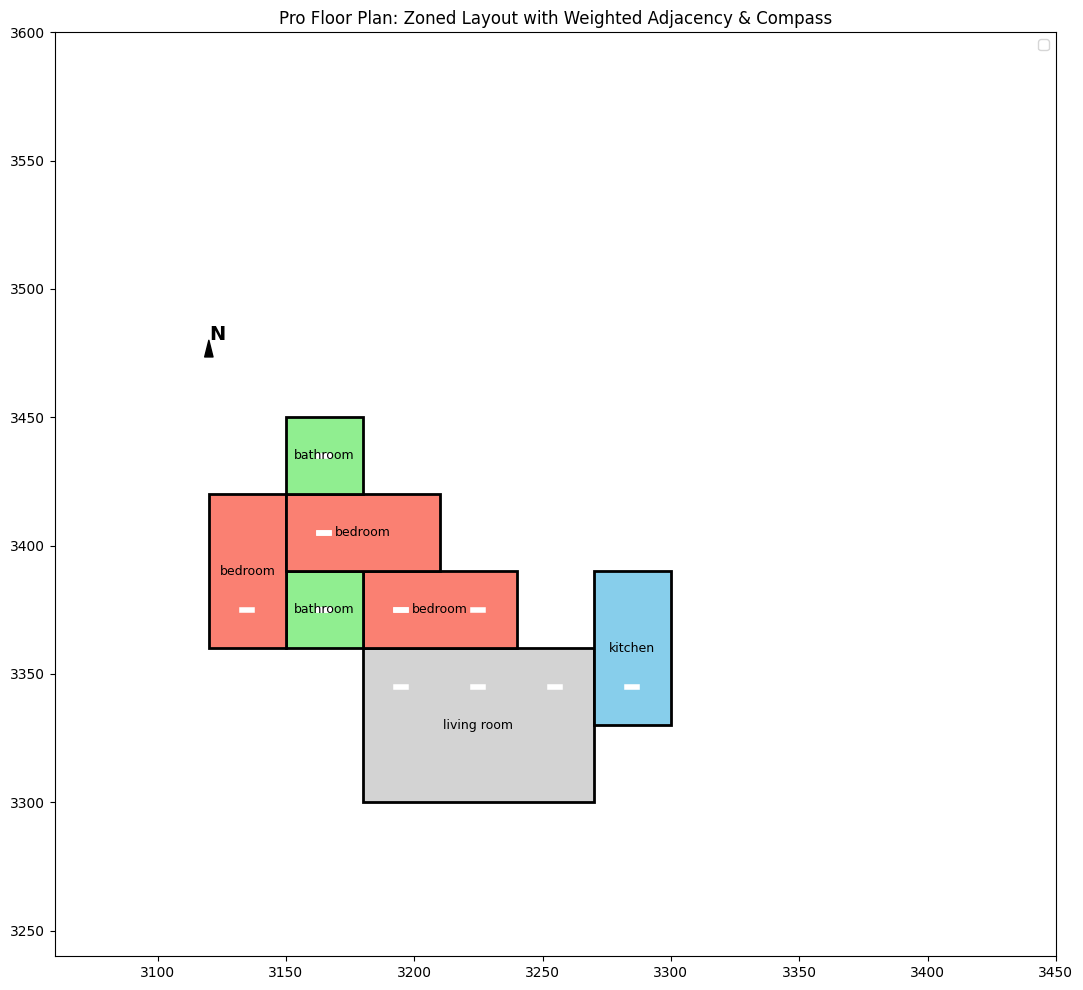 Pro Floor Plan: Zoned Layout with Weighted Adjacency & Compass
3600
3550
3500
N
3450
bathroom
bedroom
3400
bedroom
bathroom
bedroom
kitchen
3350
living room
3300
3250
3100
3150
3200
3250
3300
3350
3400
3450